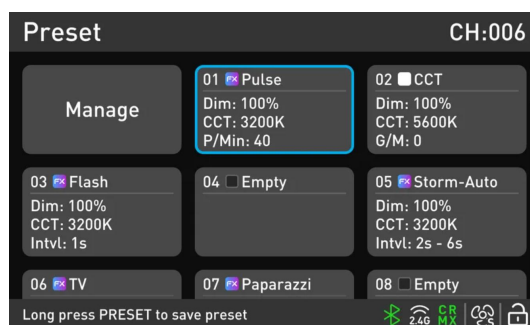 Preset
CH:006
Manage
01 FX Pulse
Dim: 100%
CCT: 3200K
P/Min: 40
02 CCT
Dim: 100%
CCT: 5600K
G/M: 0
03 FX Flash
Dim: 100%
CCT: 3200K
Intvl: 1s
04 Empty
05 FX Storm-Auto
Dim: 100%
CCT: 3200K
Intvl: 2s - 6s
06 FX TV
07 FX Paparazzi
08 Empty
Long press PRESET to save preset
2.4G
CR
MX
S